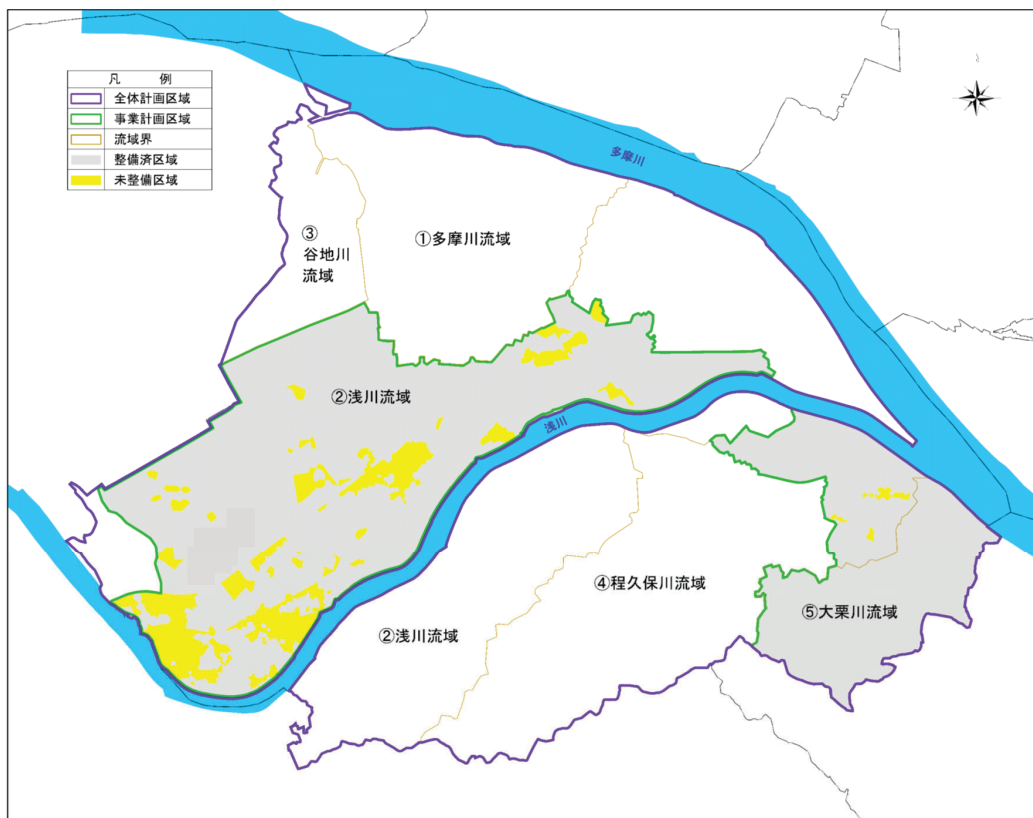 凡 例
全体計画区域
事業計画区域
流域界
整備済区域
未整備区域
多摩川
①多摩川流域
③
谷地川
流域
②浅川流域
浅川
④程久保川流域
②浅川流域
⑤大栗川流域